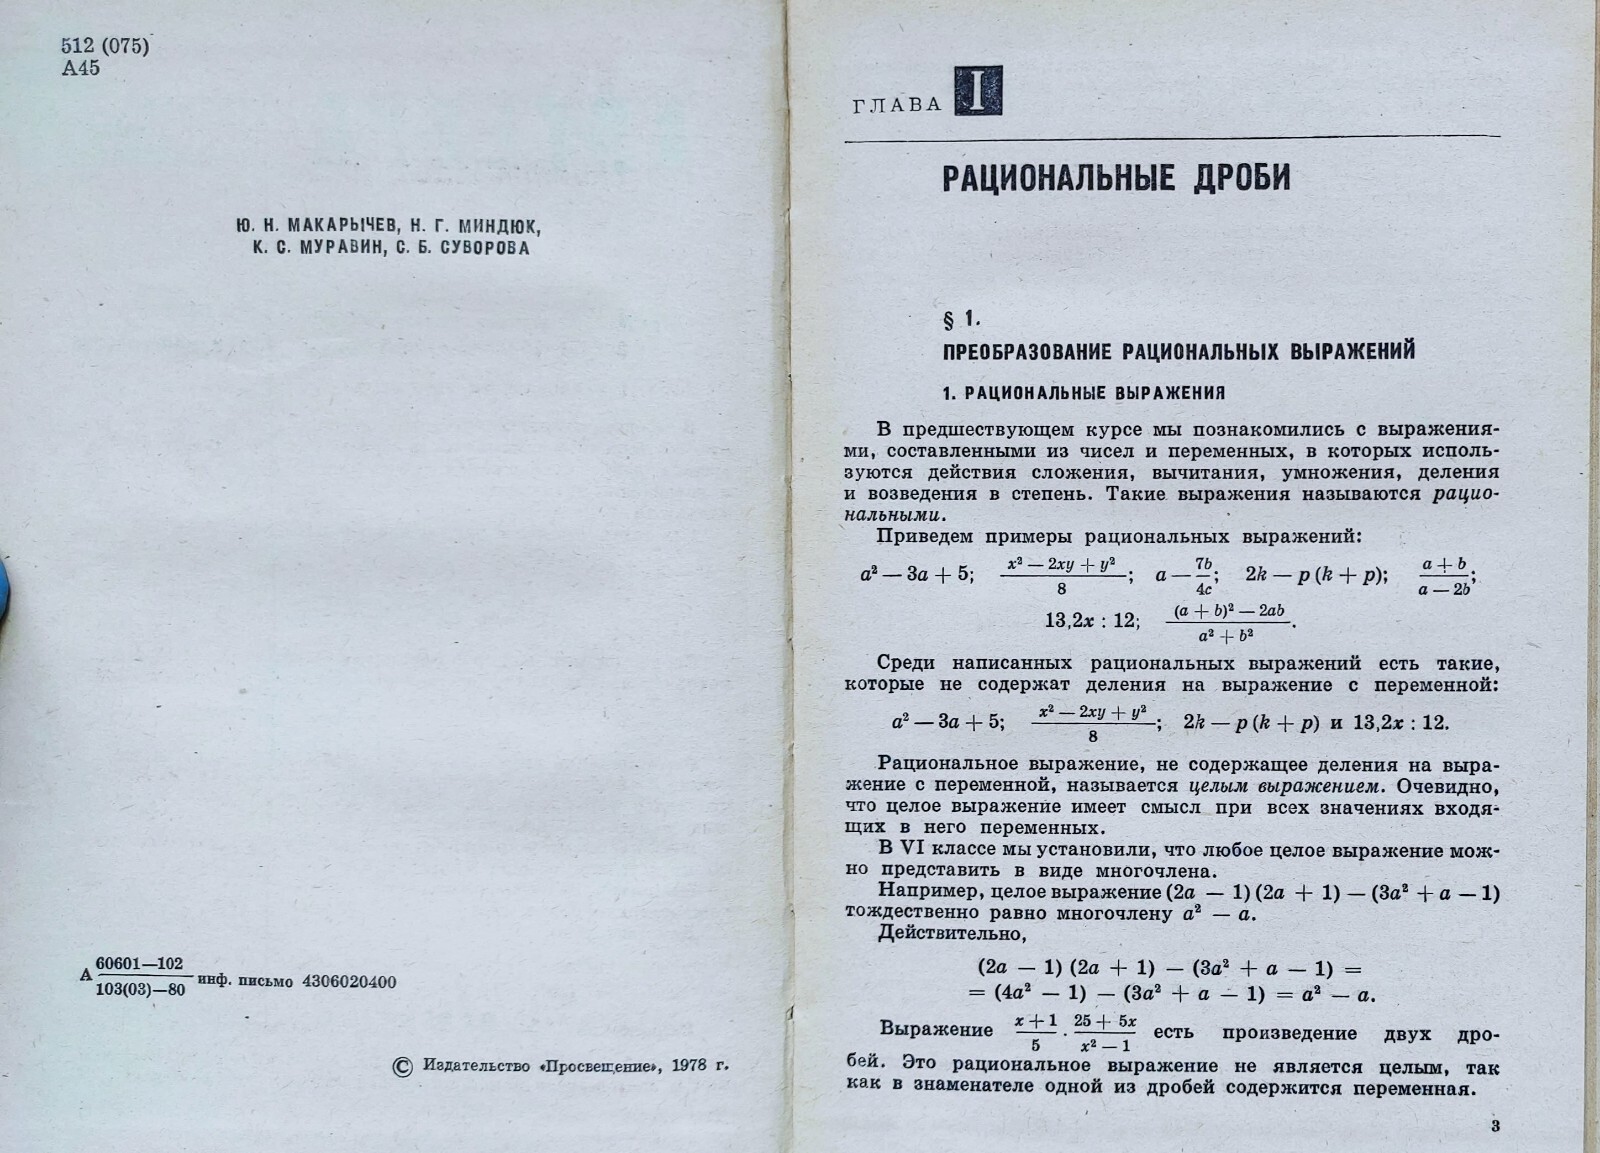 512 (075)
А45
Ю. Н. МАКАРЫЧЕВ, Н. Г. МИНДЮК,
К. С. МУРАВИН, С. Б. СУВОРОВА
А 60601—102 / 103(03)—80 инф. письмо 4306020400
© Издательство «Просвещение», 1978 г.
ГЛАВА I
РАЦИОНАЛЬНЫЕ ДРОБИ
§ 1.
ПРЕОБРАЗОВАНИЕ РАЦИОНАЛЬНЫХ ВЫРАЖЕНИЙ
1. РАЦИОНАЛЬНЫЕ ВЫРАЖЕНИЯ
В предшествующем курсе мы познакомились с выражения-
ми, составленными из чисел и переменных, в которых исполь-
зуются действия сложения, вычитания, умножения, деления
и возведения в степень. Такие выражения называются рацио-
нальными.
Приведем примеры рациональных выражений:
a² — 3a + 5; (x² — 2xy + y²) / 8; a — 7b / 4c; 2k — p (k + p); (a + b) / (a — 2b);
13,2x : 12; ((a + b)² — 2ab) / (a² + b²).
Среди написанных рациональных выражений есть такие,
которые не содержат деления на выражение с переменной:
a² — 3a + 5; (x² — 2xy + y²) / 8; 2k — p (k + p) и 13,2x : 12.
Рациональное выражение, не содержащее деления на выра-
жение с переменной, называется целым выражением. Очевидно,
что целое выражение имеет смысл при всех значениях входя-
щих в него переменных.
В VI классе мы установили, что любое целое выражение мож-
но представить в виде многочлена.
Например, целое выражение (2a — 1) (2a + 1) — (3a² + a — 1)
тождественно равно многочлену a² — a.
Действительно,
(2a — 1) (2a + 1) — (3a² + a — 1) =
= (4a² — 1) — (3a² + a — 1) = a² — a.
Выражение (x + 1) / 5 · (25 + 5x) / (x² — 1) есть произведение двух дро-
бей. Это рациональное выражение не является целым, так
как в знаменателе одной из дробей содержится переменная.
3